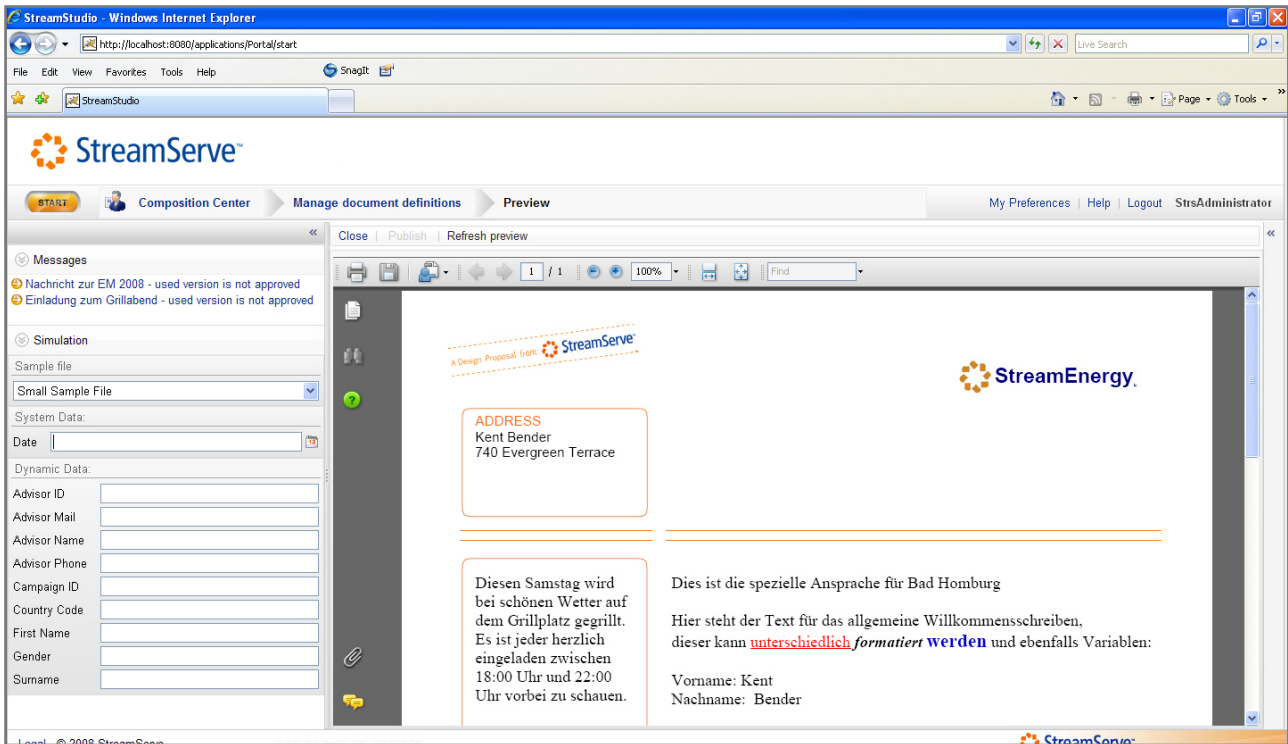 StreamStudio - Windows Internet Explorer
http://localhost:8080/applications/Portal/start
Live Search
File Edit View Favorites Tools Help
SnagIt
StreamStudio
Page Tools
StreamServe™
START Composition Center Manage document definitions Preview
My Preferences | Help | Logout StrsAdministrator
Close | Publish | Refresh preview
Messages
Nachricht zur EM 2008 - used version is not approved
Einladung zum Grillabend - used version is not approved
Simulation
Sample file
Small Sample File
System Data:
Date
Dynamic Data:
Advisor ID
Advisor Mail
Advisor Name
Advisor Phone
Campaign ID
Country Code
First Name
Gender
Surname
1 / 1 100% Find
A Design Proposal from: StreamServe™
StreamEnergy
ADDRESS
Kent Bender
740 Evergreen Terrace
Diesen Samstag wird
bei schönen Wetter auf
dem Grillplatz gegrillt.
Es ist jeder herzlich
eingeladen zwischen
18:00 Uhr und 22:00
Uhr vorbei zu schauen.
Dies ist die spezielle Ansprache für Bad Homburg
Hier steht der Text für das allgemeine Willkommensschreiben,
dieser kann unterschiedlich formatiert werden und ebenfalls Variablen:
Vorname: Kent
Nachname: Bender
Legal © 2008 StreamServe
StreamServe™